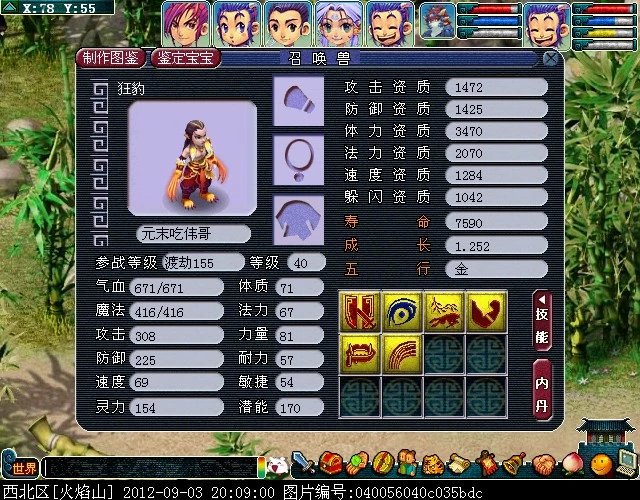 X:78 Y:55
制作图鉴 鉴定宝宝 召唤兽
狂豹
元末吃伟哥
参战等级 渡劫155 等级 40
气血 671/671 体质 71
魔法 416/416 法力 67
攻击 308 力量 81
防御 225 耐力 57
速度 69 敏捷 54
灵力 154 潜能 170
攻击资质 1472
防御资质 1425
体力资质 3470
法力资质 2070
速度资质 1284
躲闪资质 1042
寿命 7590
成长 1.252
五行 金
技能
内丹
世界
西北区[火焰山] 2012-09-03 20:09:00 图片编号:040056040c035bdc